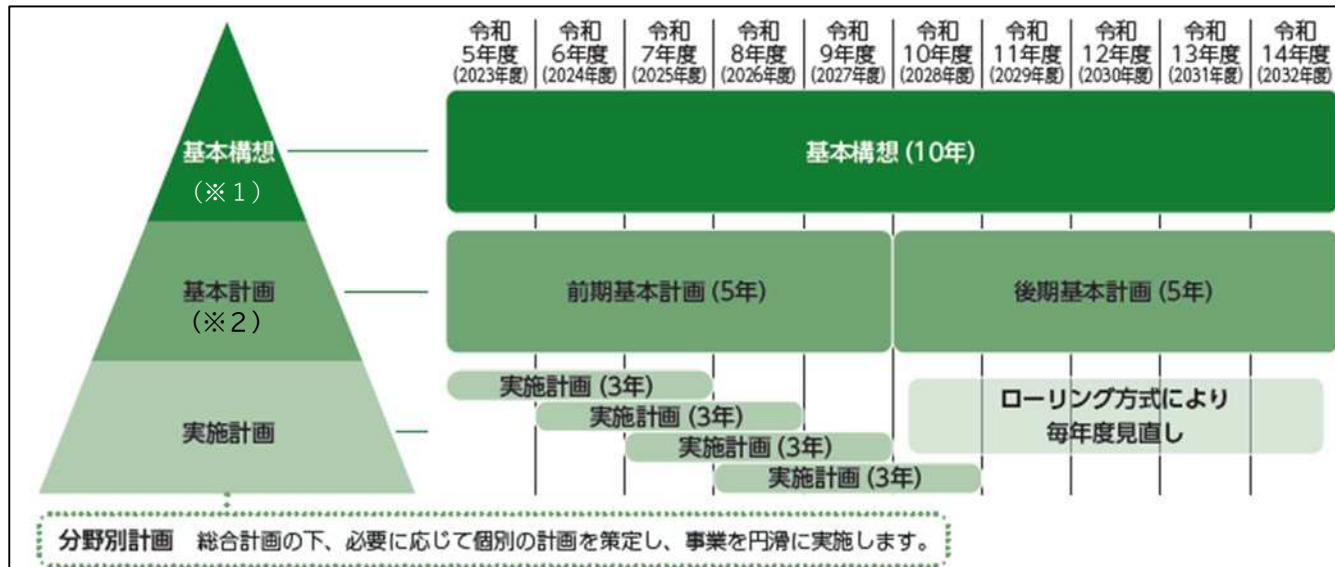 令和 令和 令和 令和 令和 令和 令和 令和 令和 令和
5年度 6年度 7年度 8年度 9年度 10年度 11年度 12年度 13年度 14年度
(2023年度) (2024年度) (2025年度) (2026年度) (2027年度) (2028年度) (2029年度) (2030年度) (2031年度) (2032年度)
基本構想
(※1)
基本構想 (10年)
基本計画
(※2)
前期基本計画 (5年)
後期基本計画 (5年)
実施計画
実施計画 (3年)
実施計画 (3年)
実施計画 (3年)
実施計画 (3年)
ローリング方式により
毎年度見直し
分野別計画 総合計画の下、必要に応じて個別の計画を策定し、事業を円滑に実施します。